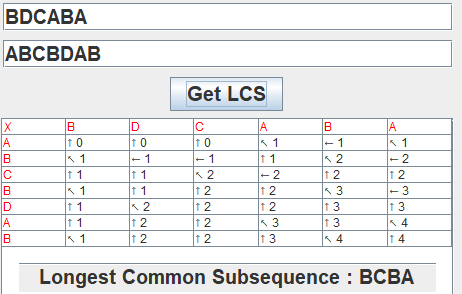 BDCABA
ABCBDAB
Get LCS
X B D C A B A
A ↑ 0 ↑ 0 ↑ 0 ↖ 1 ← 1 ↖ 1
B ↖ 1 ← 1 ← 1 ↑ 1 ↖ 2 ← 2
C ↑ 1 ↑ 1 ↖ 2 ← 2 ↑ 2 ↑ 2
B ↖ 1 ↑ 1 ↑ 2 ↑ 2 ↖ 3 ← 3
D ↑ 1 ↖ 2 ↑ 2 ↑ 2 ↑ 3 ↑ 3
A ↑ 1 ↑ 2 ↑ 2 ↖ 3 ↑ 3 ↖ 4
B ↖ 1 ↑ 2 ↑ 2 ↑ 3 ↖ 4 ↑ 4
Longest Common Subsequence : BCBA